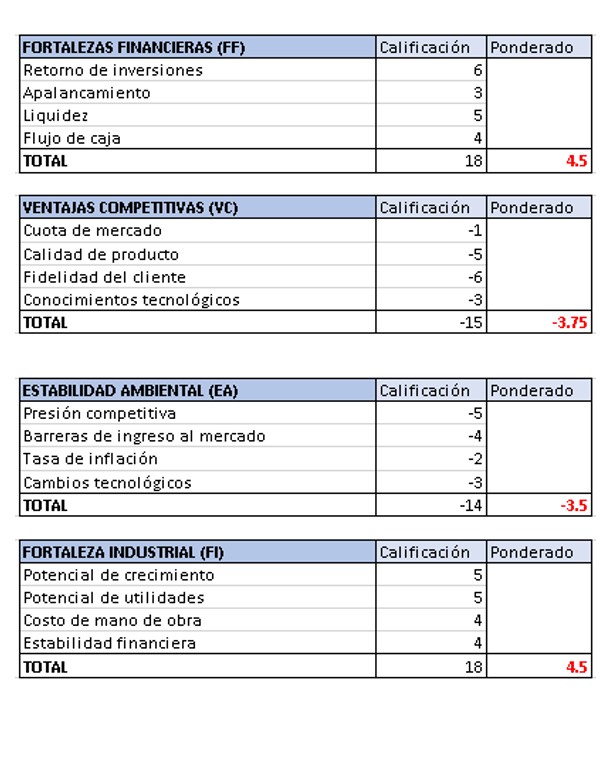 FORTALEZAS FINANCIERAS (FF) Calificación Ponderado
Retorno de inversiones 6
Apalancamiento 3
Liquidez 5
Flujo de caja 4
TOTAL 18 4.5
VENTAJAS COMPETITIVAS (VC) Calificación Ponderado
Cuota de mercado -1
Calidad de producto -5
Fidelidad del cliente -6
Conocimientos tecnológicos -3
TOTAL -15 -3.75
ESTABILIDAD AMBIENTAL (EA) Calificación Ponderado
Presión competitiva -5
Barreras de ingreso al mercado -4
Tasa de inflación -2
Cambios tecnológicos -3
TOTAL -14 -3.5
FORTALEZA INDUSTRIAL (FI) Calificación Ponderado
Potencial de crecimiento 5
Potencial de utilidades 5
Costo de mano de obra 4
Estabilidad financiera 4
TOTAL 18 4.5